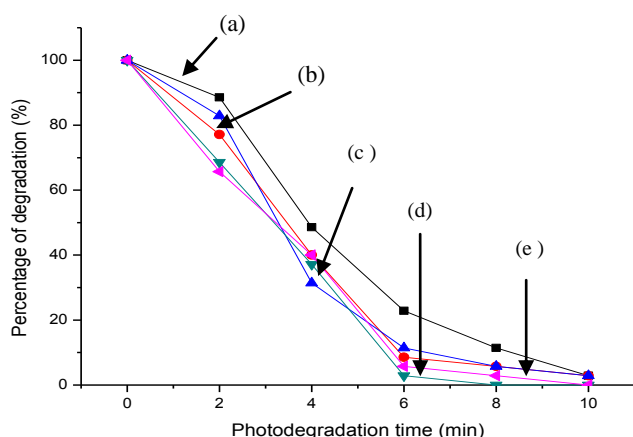 (a)
(b)
(c )
(d)
(e )
100
80
60
40
20
0
0 2 4 6 8 10
Percentage of degradation (%)
Photodegradation time (min)